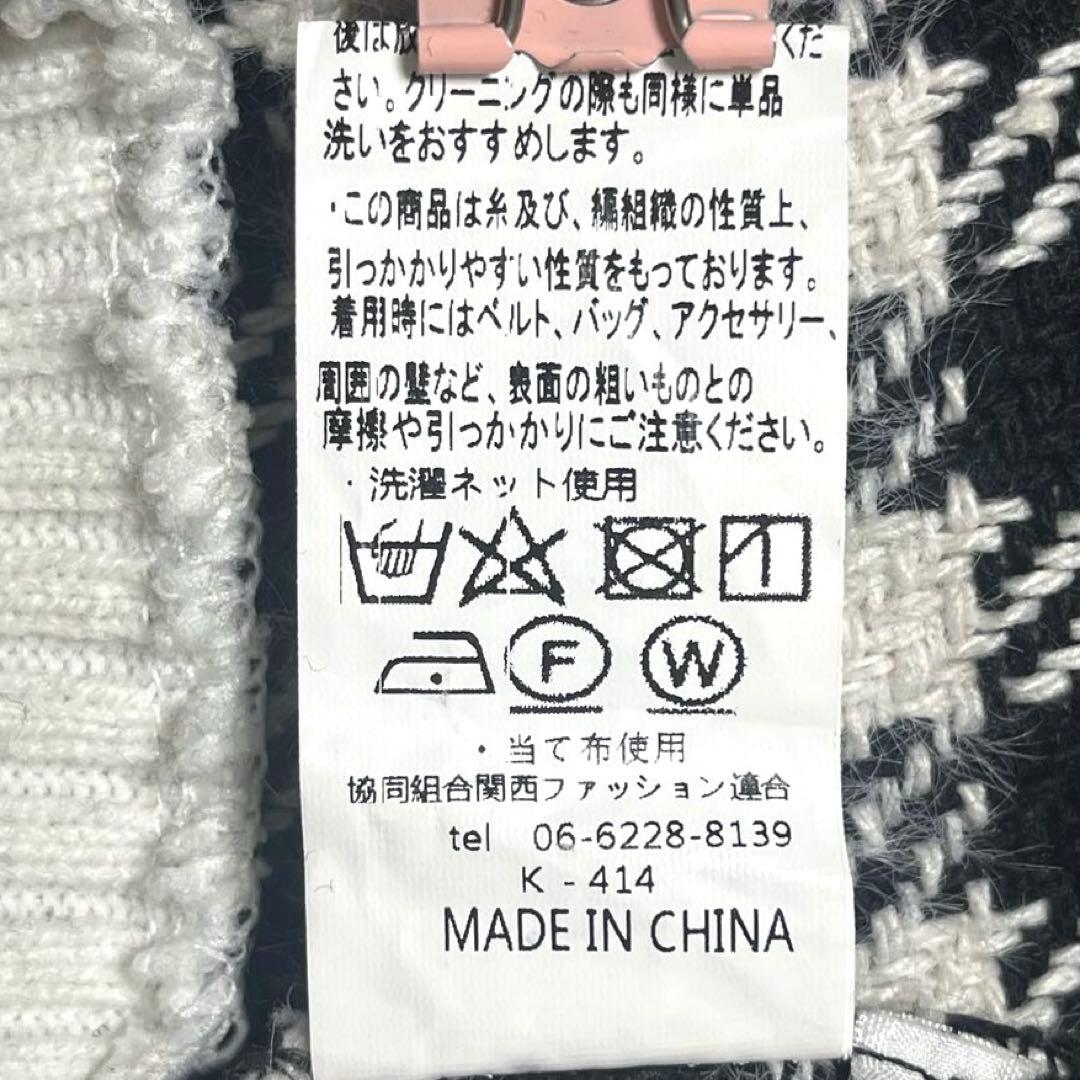 後は放 くだ
さい。クリーニングの際も同様に単品
洗いをおすすめします。
・この商品は糸及び、編組織の性質上、
引っかかりやすい性質をもっております。
着用時にはベルト、バッグ、アクセサリー、
周囲の壁など、表面の粗いものとの
摩擦や引っかかりにご注意ください。
・洗濯ネット使用
F W
・当て布使用
協同組合関西ファッション連合
tel 06-6228-8139
K - 414
MADE IN CHINA